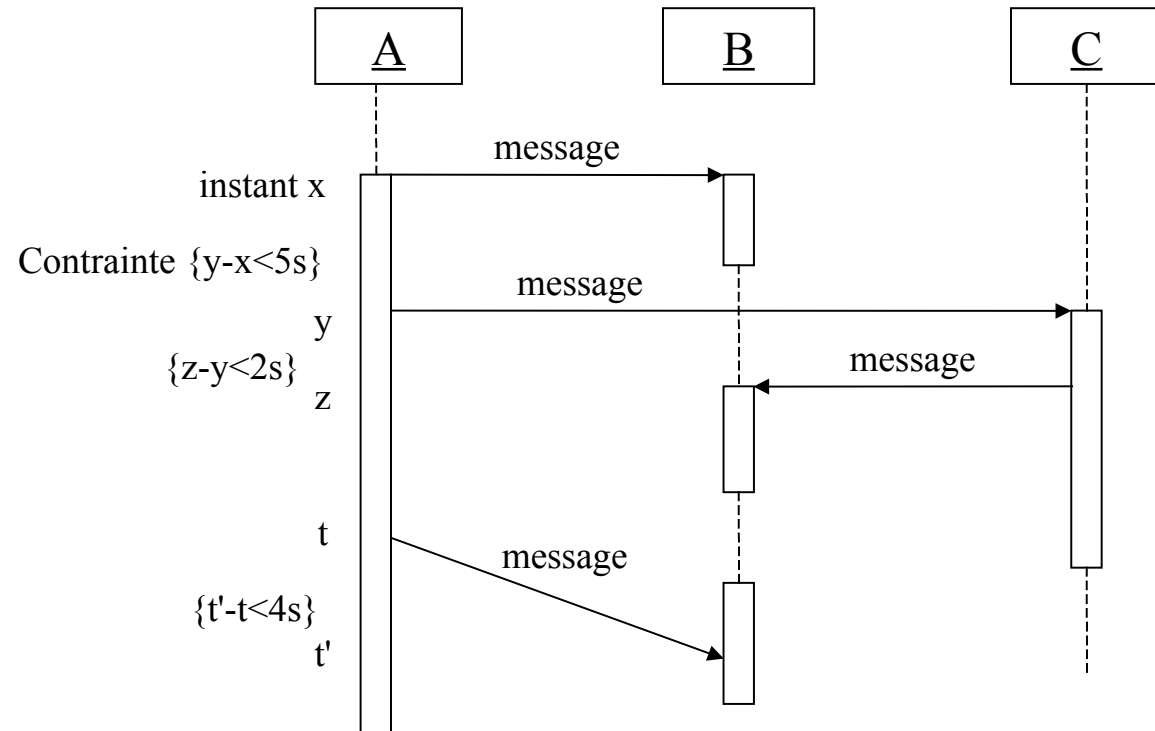 A
B
C
message
instant x
Contrainte {y-x<5s}
message
y
{z-y<2s}
message
z
t
message
{t'-t<4s}
t'